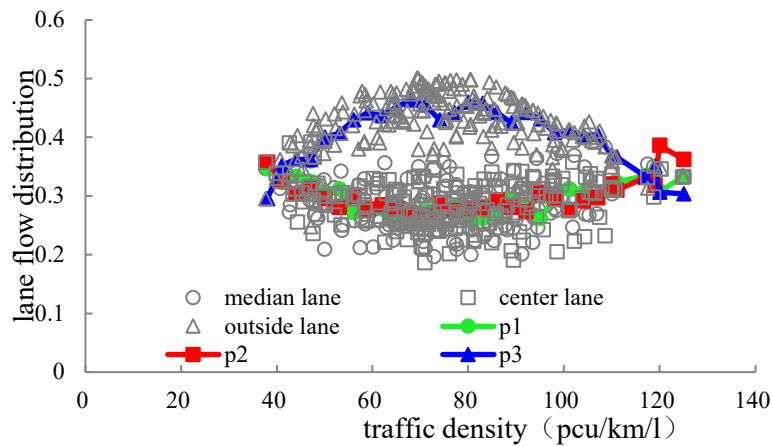 0.6
0.5
0.4
0.3
0.2
0.1
0
lane flow distribution
median lane
center lane
outside lane
p1
p2
p3
0 20 40 60 80 100 120 140
traffic density（pcu/km/l）